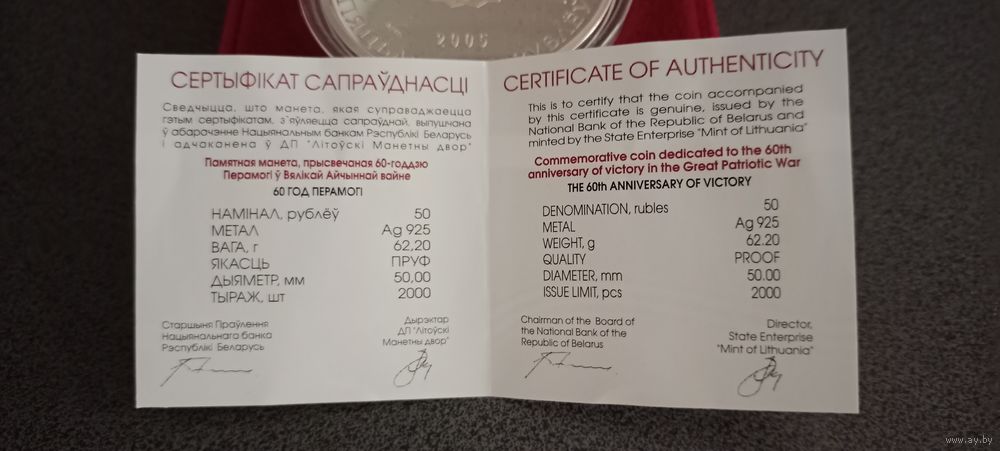 2005
СЕРТЫФІКАТ САПРАЎДНАСЦІ
Сведчыцца, што манета, якая суправаджаецца
гэтым сертыфікатам, з'яўляецца сапраўднай, выпушчана
ў абарачэнне Нацыянальным банкам Рэспублікі Беларусь
і адчаканена ў ДП "Літоўскі Манетны двор"
Памятная манета, прысвечаная 60-годдзю
Перамогі ў Вялікай Айчыннай вайне
60 ГОД ПЕРАМОГІ
НАМІНАЛ, рублёў 50
МЕТАЛ Ag 925
ВАГА, г 62,20
ЯКАСЦЬ ПРУФ
ДЫЯМЕТР, мм 50,00
ТЫРАЖ, шт 2000
Старшыня Праўлення
Нацыянальнага банка
Рэспублікі Беларусь
Дырэктар
ДП "Літоўскі
Манетны двор"
CERTIFICATE OF AUTHENTICITY
This is to certify that the coin accompanied
by this certificate is genuine, issued by the
National Bank of the Republic of Belarus and
minted by the State Enterprise "Mint of Lithuania"
Commemorative coin dedicated to the 60th
anniversary of victory in the Great Patriotic War
THE 60th ANNIVERSARY OF VICTORY
DENOMINATION, rubles 50
METAL Ag 925
WEIGHT, g 62.20
QUALITY PROOF
DIAMETER, mm 50.00
ISSUE LIMIT, pcs 2000
Chairman of the Board of
the National Bank of the
Republic of Belarus
Director,
State Enterprise
"Mint of Lithuania"
www.ay.by